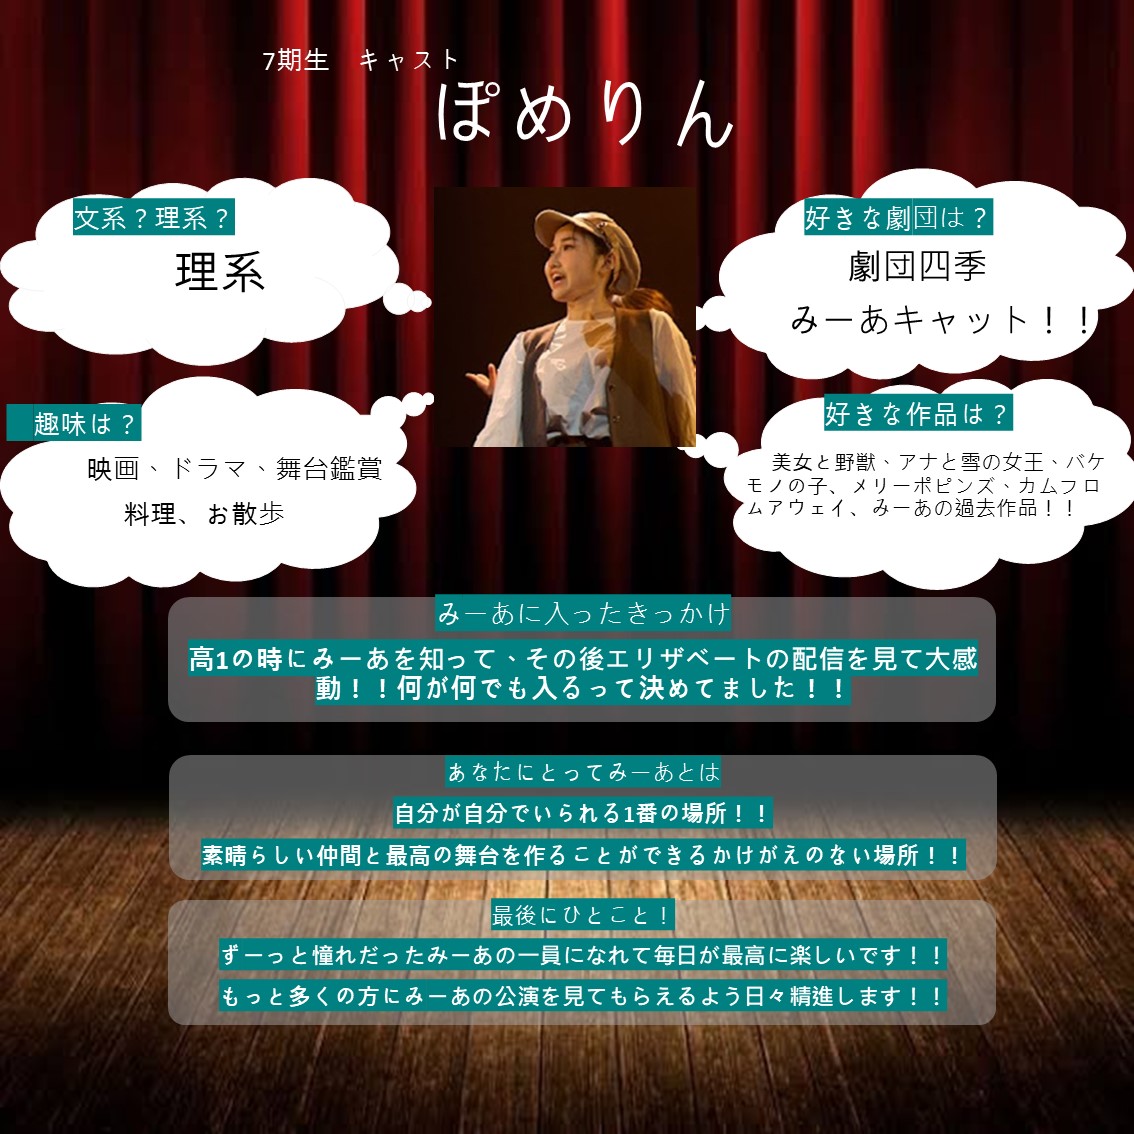 7期生　キャスト
ぽめりん
文系？理系？
理系
好きな劇団は？
劇団四季
みーあキャット！！
趣味は？
映画、ドラマ、舞台鑑賞
料理、お散歩
好きな作品は？
美女と野獣、アナと雪の女王、バケ
モノの子、メリーポピンズ、カムフロ
ムアウェイ、みーあの過去作品！！
みーあに入ったきっかけ
高1の時にみーあを知って、その後エリザベートの配信を見て大感
動！！何が何でも入るって決めてました！！
あなたにとってみーあとは
自分が自分でいられる1番の場所！！
素晴らしい仲間と最高の舞台を作ることができるかけがえのない場所！！
最後にひとこと！
ずーっと憧れだったみーあの一員になれて毎日が最高に楽しいです！！
もっと多くの方にみーあの公演を見てもらえるよう日々精進します！！